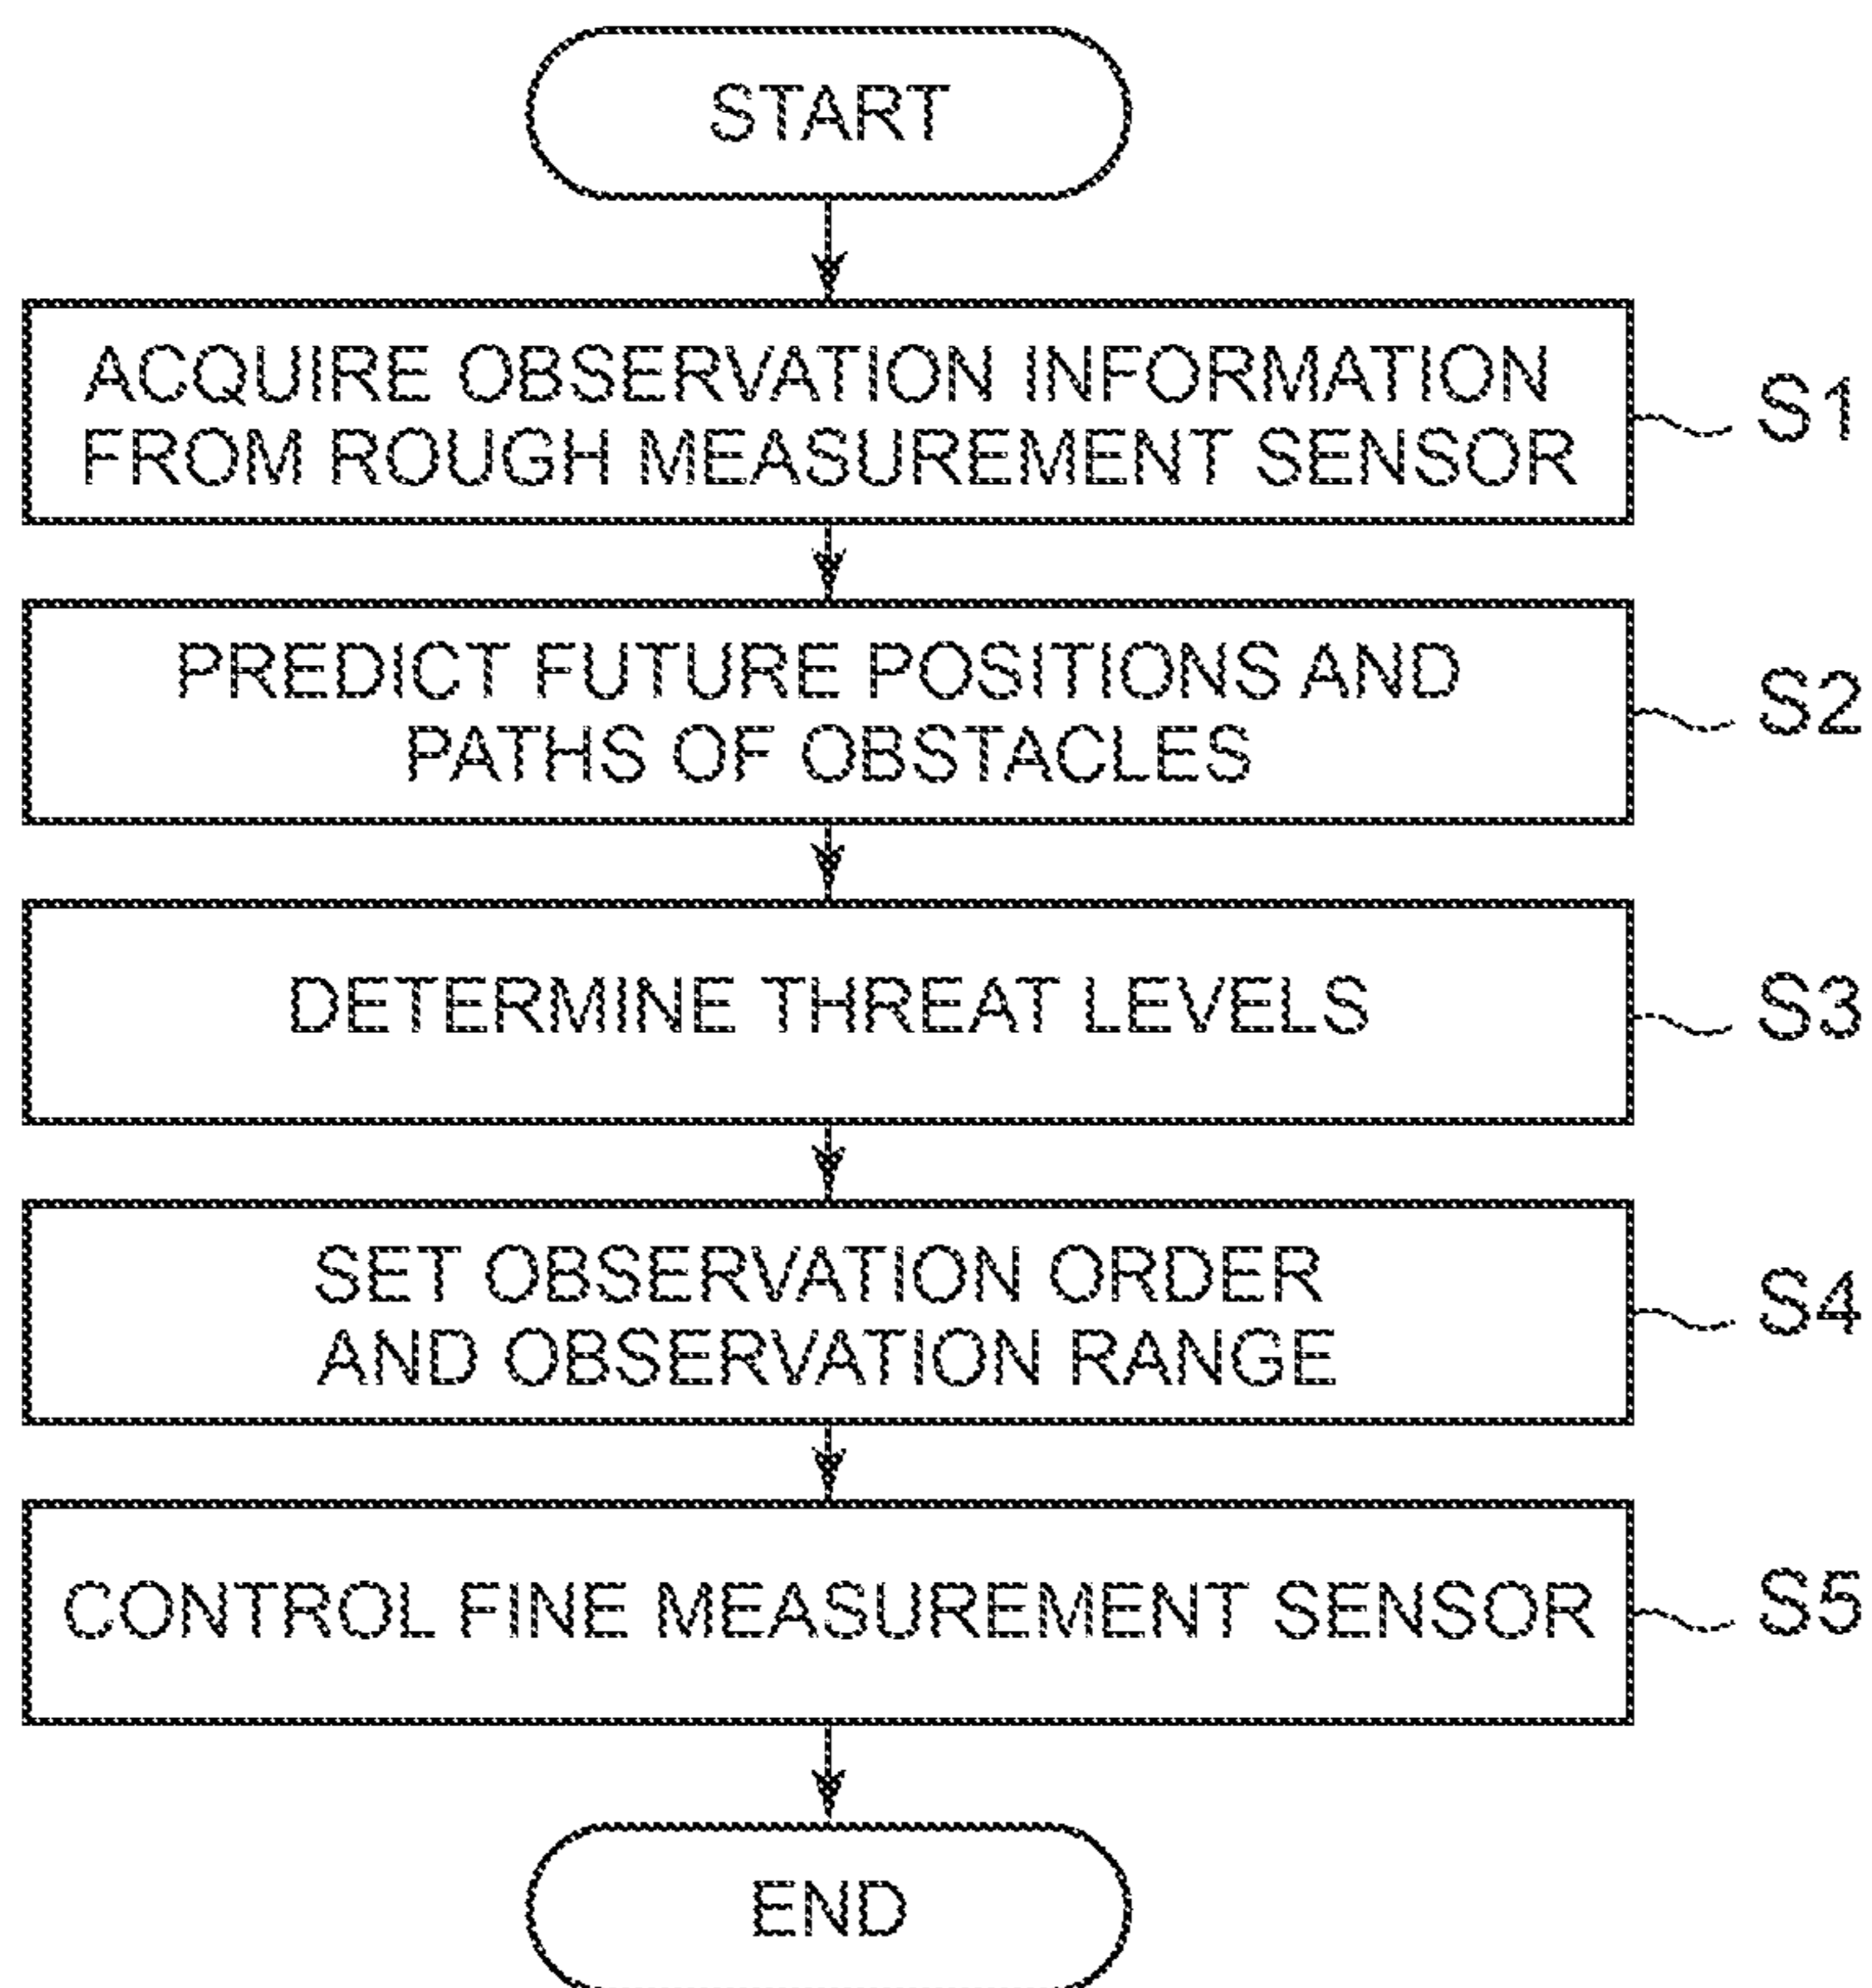 START
ACQUIRE OBSERVATION INFORMATION
FROM ROUGH MEASUREMENT SENSOR
S1
PREDICT FUTURE POSITIONS AND
PATHS OF OBSTACLES
S2
DETERMINE THREAT LEVELS
S3
SET OBSERVATION ORDER
AND OBSERVATION RANGE
S4
CONTROL FINE MEASUREMENT SENSOR
S5
END